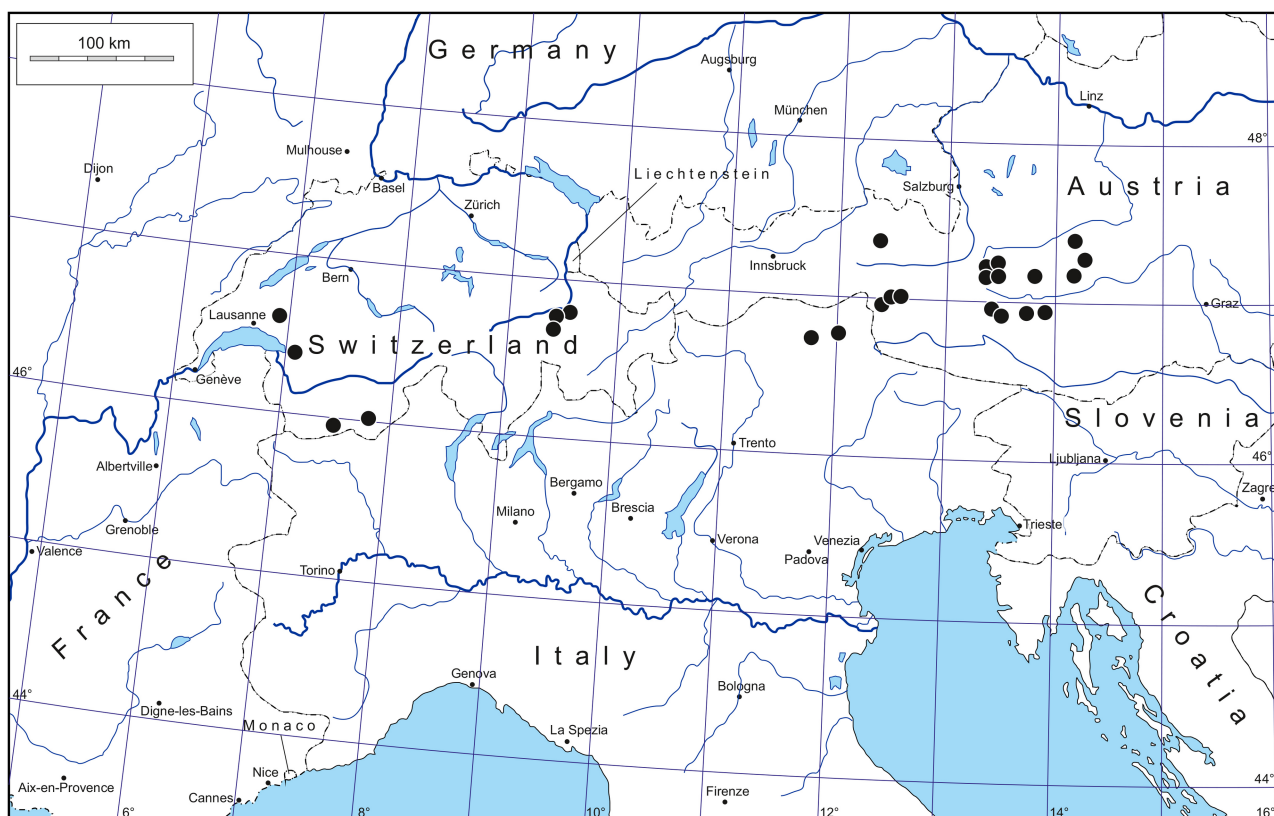 100 km
Germany
Augsburg
Linz
München
Mulhouse
48°
Dijon
Liechtenstein
Basel
Salzburg
Austria
Zürich
Innsbruck
Bern
Graz
Lausanne
Switzerland
46°
Genève
Slovenia
Trento
Ljubljana
46°
Albertville
Bergamo
Zagre
Milano
Brescia
Grenoble
Trieste
Valence
Verona
Venezia
Padova
Torino
France
Croatia
Italy
Genova
Bologna
44°
Digne-les-Bains
Monaco
La Spezia
Nice
44°
Aix-en-Provence
Cannes
Firenze
6°
8°
10°
12°
14°
16°